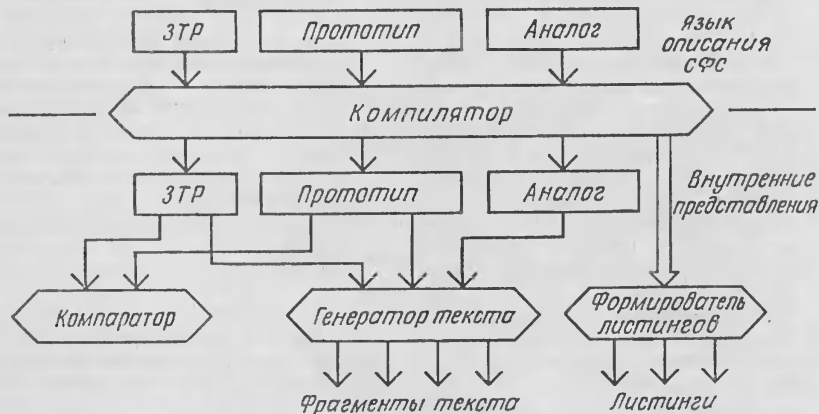 ЗТР
Прототип
Аналог
Язык
описания
СФС
Компилятор
ЗТР
Прототип
Аналог
Внутренние
представления
Компаратор
Генератор текста
Формирователь
листингов
Фрагменты текста
Листинги